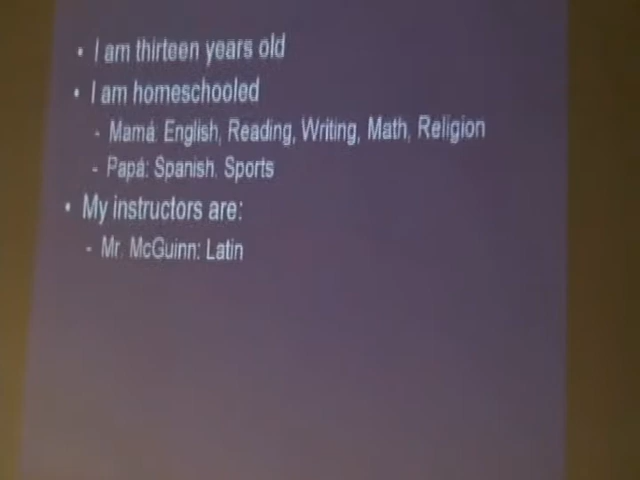 • I am thirteen years old
• I am homeschooled
- Mamá: English, Reading, Writing, Math, Religion
- Papá: Spanish, Sports
• My instructors are:
- Mr. McGuinn: Latin